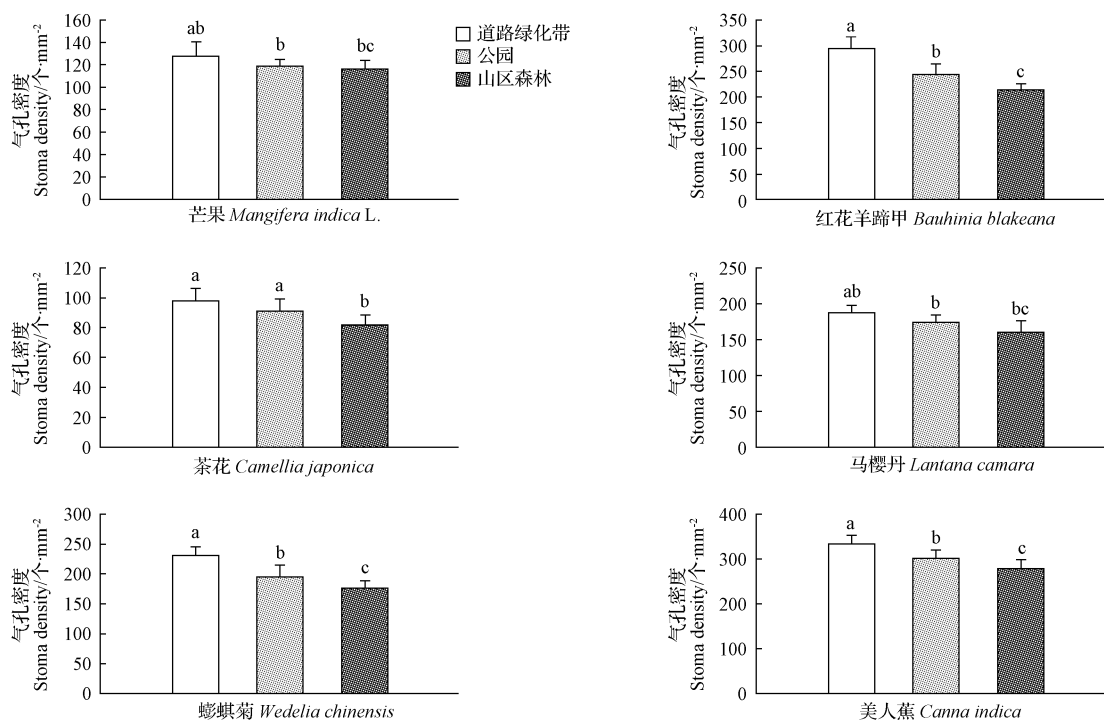 气孔密度
Stoma density/个·mm⁻²
160
140
120
100
80
60
40
20
0
ab
b
bc
芒果 Mangifera indica L.
道路绿化带
公园
山区森林
气孔密度
Stoma density/个·mm⁻²
350
300
250
200
150
100
50
0
a
b
c
红花羊蹄甲 Bauhinia blakeana
气孔密度
Stoma density/个·mm⁻²
120
100
80
60
40
20
0
a
a
b
茶花 Camellia japonica
气孔密度
Stoma density/个·mm⁻²
250
200
150
100
50
0
ab
b
bc
马樱丹 Lantana camara
气孔密度
Stoma density/个·mm⁻²
300
250
200
150
100
50
0
a
b
c
蟛蜞菊 Wedelia chinensis
气孔密度
Stoma density/个·mm⁻²
400
300
200
100
0
a
b
c
美人蕉 Canna indica